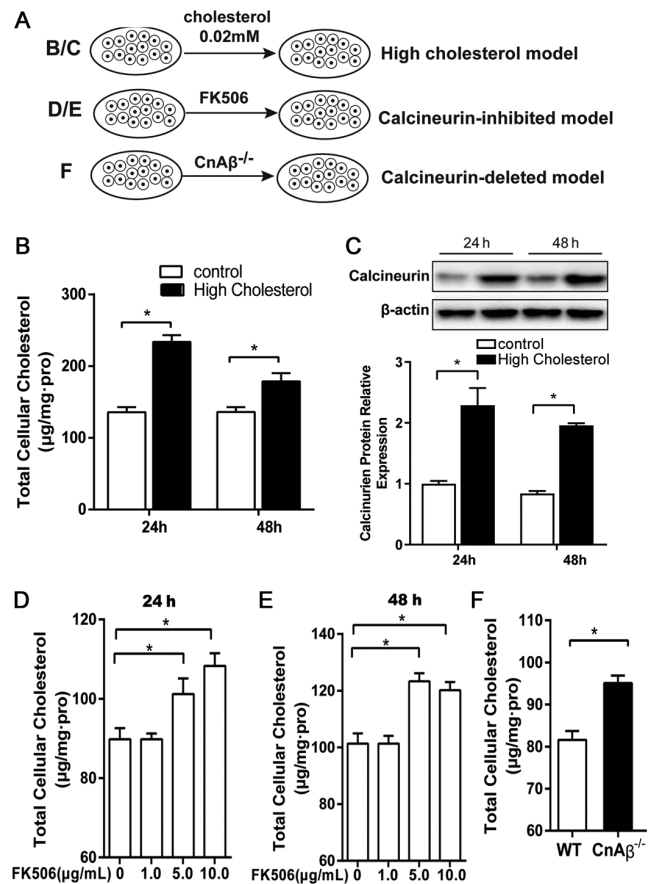 A
B/C
cholesterol
0.02mM
High cholesterol model
D/E
FK506
Calcineurin-inhibited model
F
CnAβ-/-
Calcineurin-deleted model
B
control
High Cholesterol
Total Cellular Cholesterol
(μg/mg·pro)
300
200
100
0
*
*
24h
48h
C
24 h
48 h
Calcineurin
β-actin
control
High Cholesterol
Calcinurien Protein Relative
Expression
3
2
1
0
*
*
24h
48h
D
24 h
Total Cellular Cholesterol
(μg/mg·pro)
120
100
80
60
*
*
FK506(μg/mL) 0 1.0 5.0 10.0
E
48 h
Total Cellular Cholesterol
(μg/mg·pro)
140
120
100
80
60
*
*
FK506(μg/mL) 0 1.0 5.0 10.0
F
Total Cellular Cholesterol
(μg/mg·pro)
100
90
80
70
60
*
WT CnAβ-/-